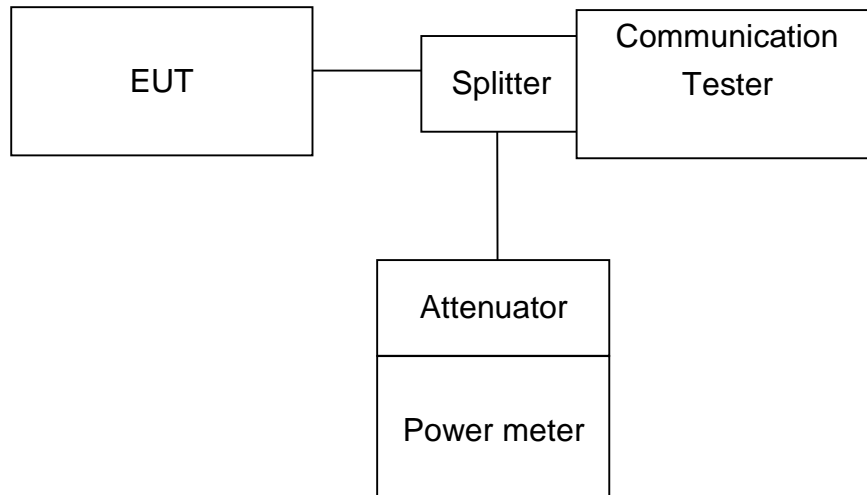 EUT
Splitter
Communication
Tester
Attenuator
Power meter